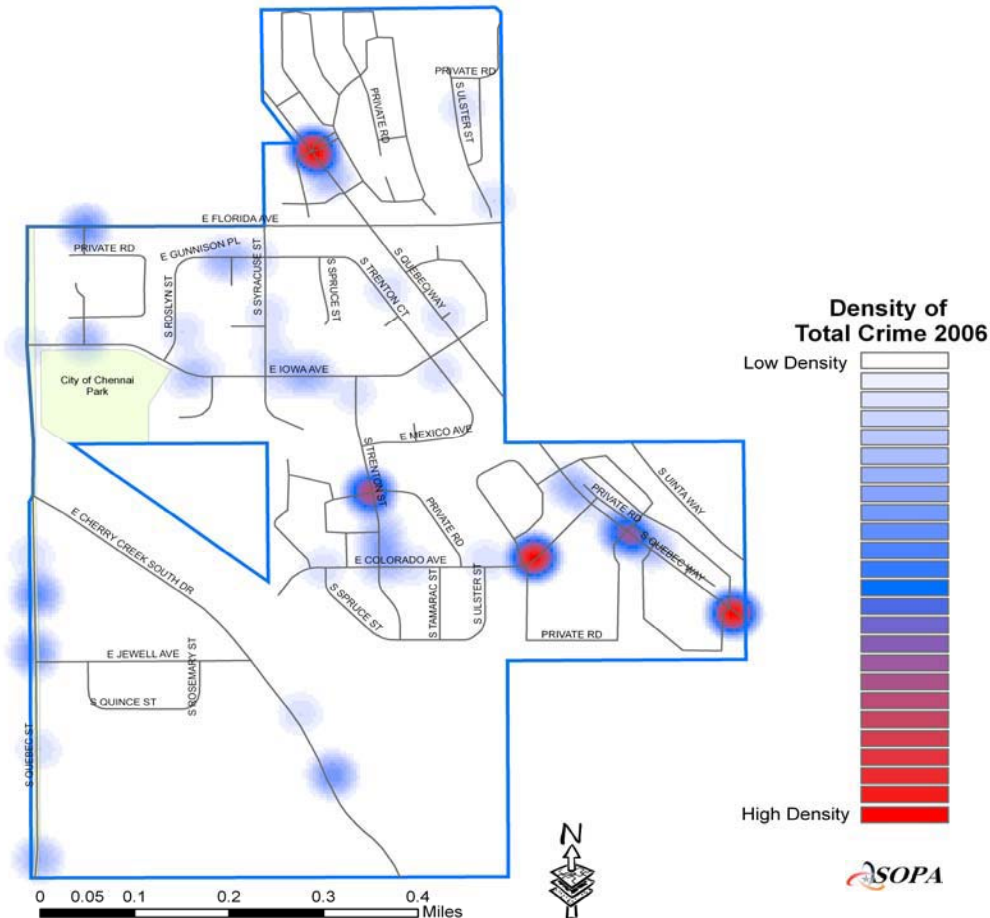 PRIVATE RD
S ULSTER ST
PRIVATE RD
E FLORIDA AVE
PRIVATE RD
E GUNNISON PL
S ROSLYN ST
S SYRACUSE ST
S SPRUCE ST
S TRENTON CT
S QUEBEC WAY
City of Chennai
Park
E IOWA AVE
E MEXICO AVE
S TRENTON ST
PRIVATE RD
PRIVATE RD
S UINTA WAY
S QUEBEC WAY
E CHERRY CREEK SOUTH DR
E COLORADO AVE
S SPRUCE ST
S TAMARAC ST
S ULSTER ST
PRIVATE RD
E JEWELL AVE
S QUINCE ST
S ROSEMARY ST
S QUEBEC ST
Density of
Total Crime 2006
Low Density
High Density
N
SOPA
0 0.05 0.1 0.2 0.3 0.4
Miles